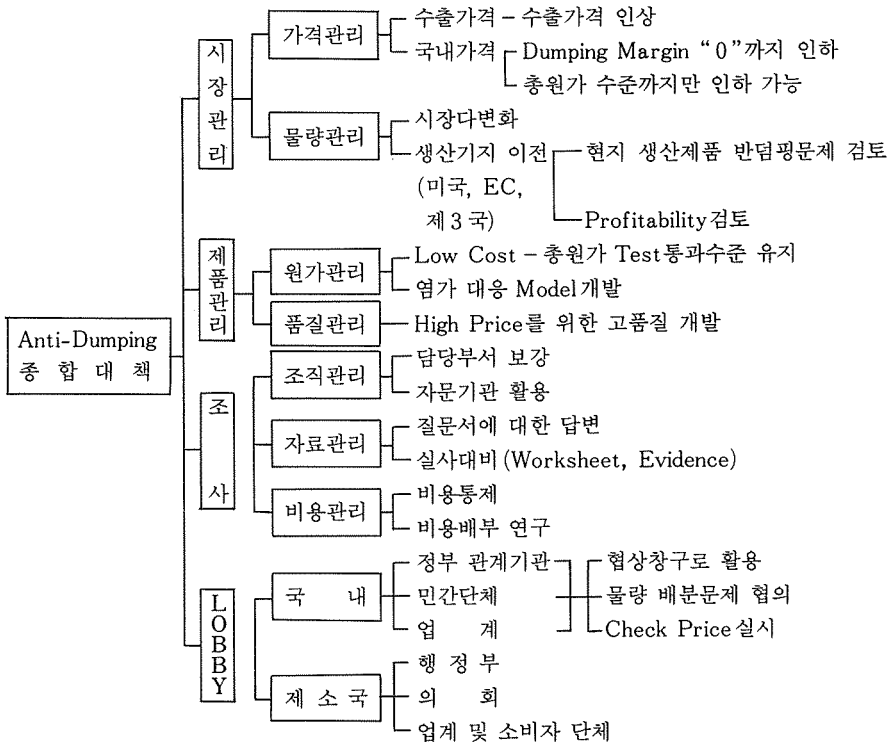 Anti-Dumping
종 합 대 책
시장관리
가격관리
수출가격 – 수출가격 인상
국내가격
Dumping Margin “0”까지 인하
총원가 수준까지만 인하 가능
물량관리
시장다변화
생산기지 이전
(미국, EC,
제 3 국)
현지 생산제품 반덤핑문제 검토
Profitability검토
제품관리
원가관리
Low Cost – 총원가 Test통과수준 유지
염가 대응 Model개발
품질관리
High Price를 위한 고품질 개발
조 사
조직관리
담당부서 보강
자문기관 활용
자료관리
질문서에 대한 답변
실사대비(Worksheet, Evidence)
비용관리
비용통제
비용배부 연구
LOBBY
국 내
정부 관계기관
민간단체
업 계
협상창구로 활용
물량 배분문제 협의
Check Price실시
제 소 국
행 정 부
의 회
업계 및 소비자 단체